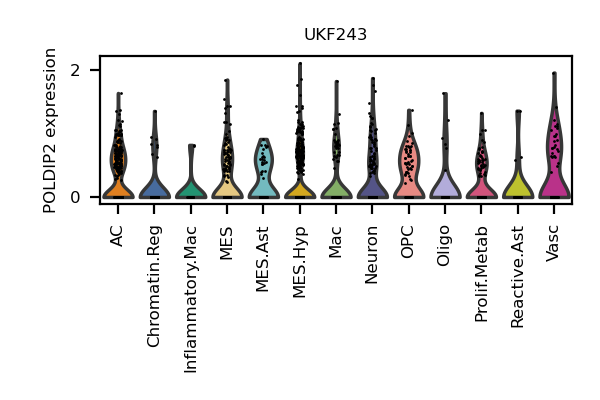 UKF243
POLDIP2 expression
2
0
AC
Chromatin.Reg
Inflammatory.Mac
MES
MES.Ast
MES.Hyp
Mac
Neuron
OPC
Oligo
Prolif.Metab
Reactive.Ast
Vasc